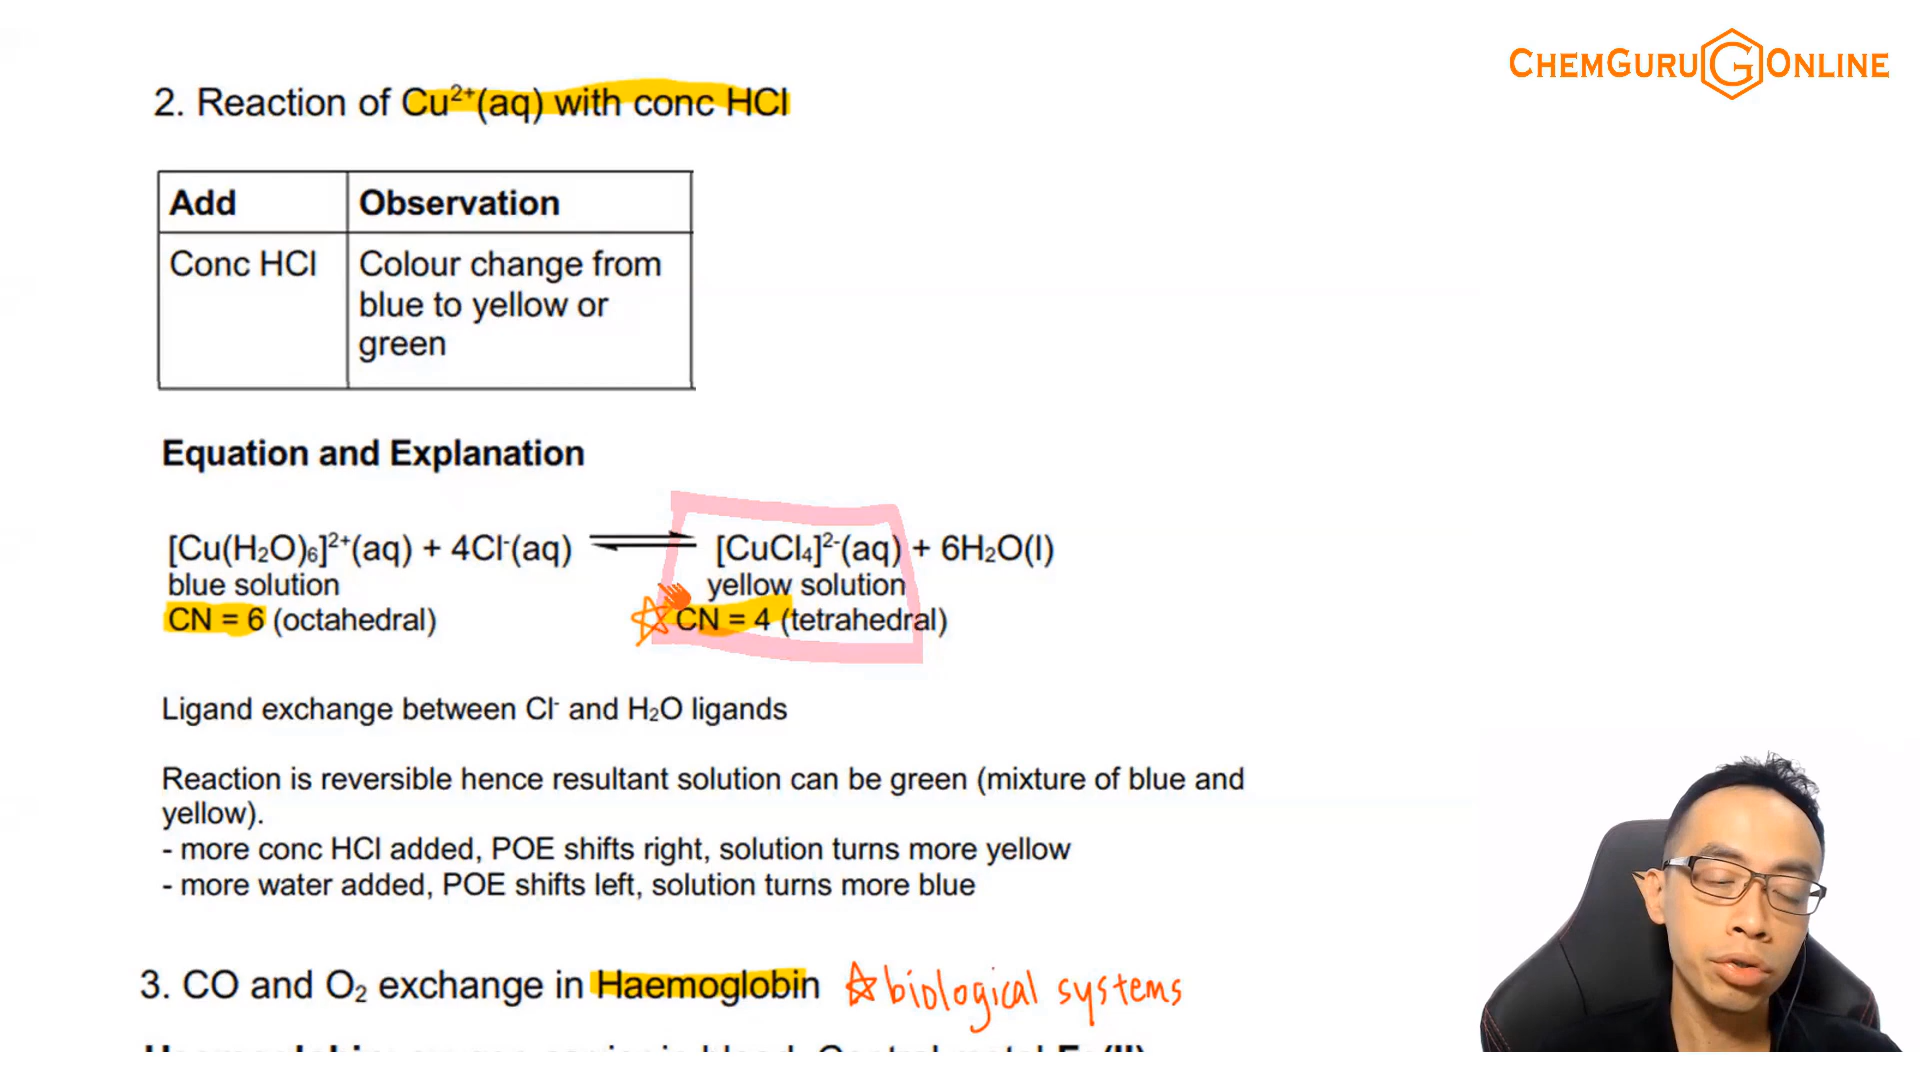 CHEMGURU G ONLINE
2. Reaction of Cu²⁺(aq) with conc HCl
Add Observation
Conc HCl Colour change from
blue to yellow or
green
Equation and Explanation
[Cu(H₂O)₆]²⁺(aq) + 4Cl⁻(aq) ⇌ [CuCl₄]²⁻(aq) + 6H₂O(l)
blue solution yellow solution
CN = 6 (octahedral) CN = 4 (tetrahedral)
Ligand exchange between Cl⁻ and H₂O ligands
Reaction is reversible hence resultant solution can be green (mixture of blue and
yellow).
- more conc HCl added, POE shifts right, solution turns more yellow
- more water added, POE shifts left, solution turns more blue
3. CO and O₂ exchange in Haemoglobin ☆ biological systems